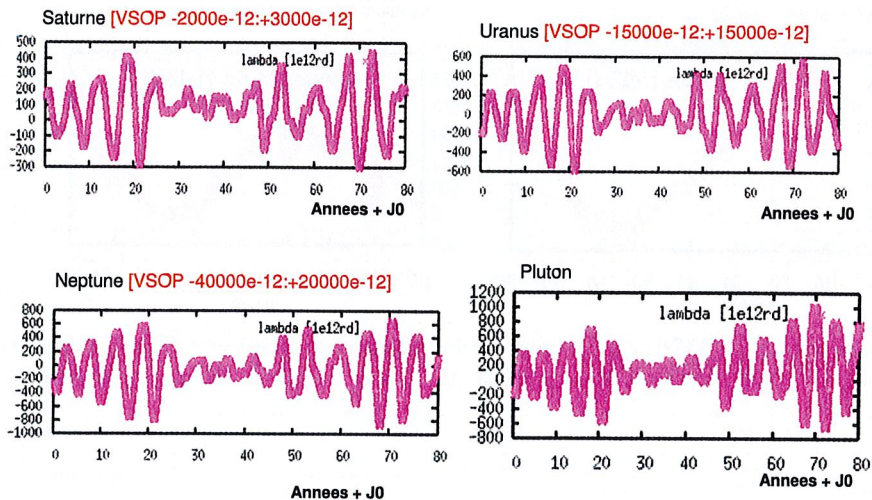 Saturne [VSOP -2000e-12:+3000e-12]
500
400
300
200
100
0
-100
-200
-300
lambda [1e12rd]
0 10 20 30 40 50 60 70 80
Annees + J0
Uranus [VSOP -15000e-12:+15000e-12]
600
400
200
0
-200
-400
-600
lambda [1e12rd]
0 10 20 30 40 50 60 70 80
Annees + J0
Neptune [VSOP -40000e-12:+20000e-12]
800
600
400
200
0
-200
-400
-600
-800
-1000
lambda [1e12rd]
0 10 20 30 40 50 60 70 80
Annees + J0
Pluton
1200
1000
800
600
400
200
0
-200
-400
-600
-800
lambda [1e12rd]
0 10 20 30 40 50 60 70 80
Annees + J0